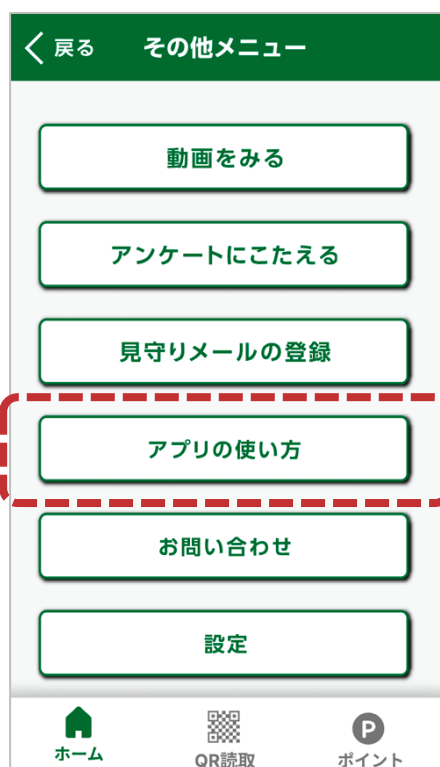 戻る その他メニュー
動画をみる
アンケートにこたえる
見守りメールの登録
アプリの使い方
お問い合わせ
設定
P
ホーム QR読取 ポイント